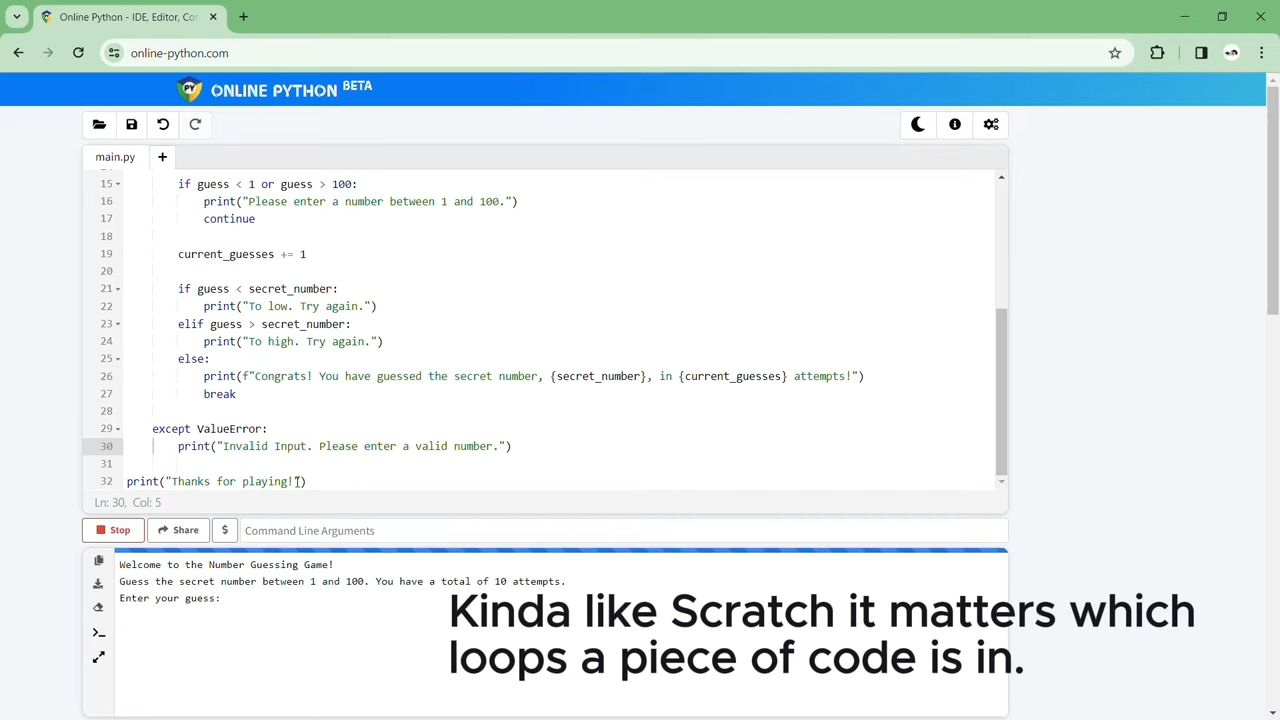 Online Python - IDE, Editor, Co
online-python.com
PY ONLINE PYTHON BETA
main.py
15 if guess < 1 or guess > 100:
16 print("Please enter a number between 1 and 100.")
17 continue
18
19 current_guesses += 1
20
21 if guess < secret_number:
22 print("To low. Try again.")
23 elif guess > secret_number:
24 print("To high. Try again.")
25 else:
26 print(f"Congrats! You have guessed the secret number, {secret_number}, in {current_guesses} attempts!")
27 break
28
29 except ValueError:
30 print("Invalid Input. Please enter a valid number.")
31
32 print("Thanks for playing!")
Ln: 30, Col: 5
Stop Share $ Command Line Arguments
Welcome to the Number Guessing Game!
Guess the secret number between 1 and 100. You have a total of 10 attempts.
Enter your guess:
Kinda like Scratch it matters which
loops a piece of code is in.